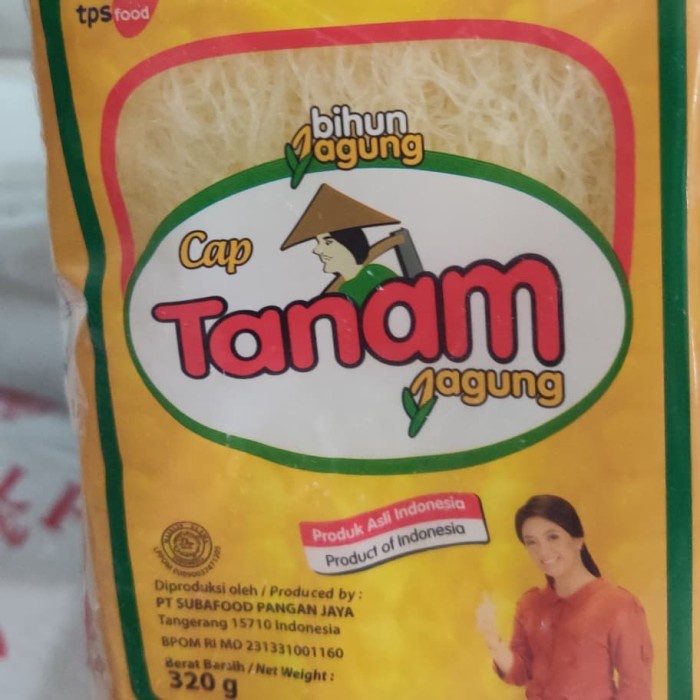 tps food
bihun
Jagung
Cap
Tanam
Jagung
Produk Asli Indonesia
Product of Indonesia
Diproduksi oleh / Produced by :
PT SUBAFOOD PANGAN JAYA
Tangerang 15710 Indonesia
BPOM RI MD 231331001160
Berat Bersih / Net Weight :
320 g